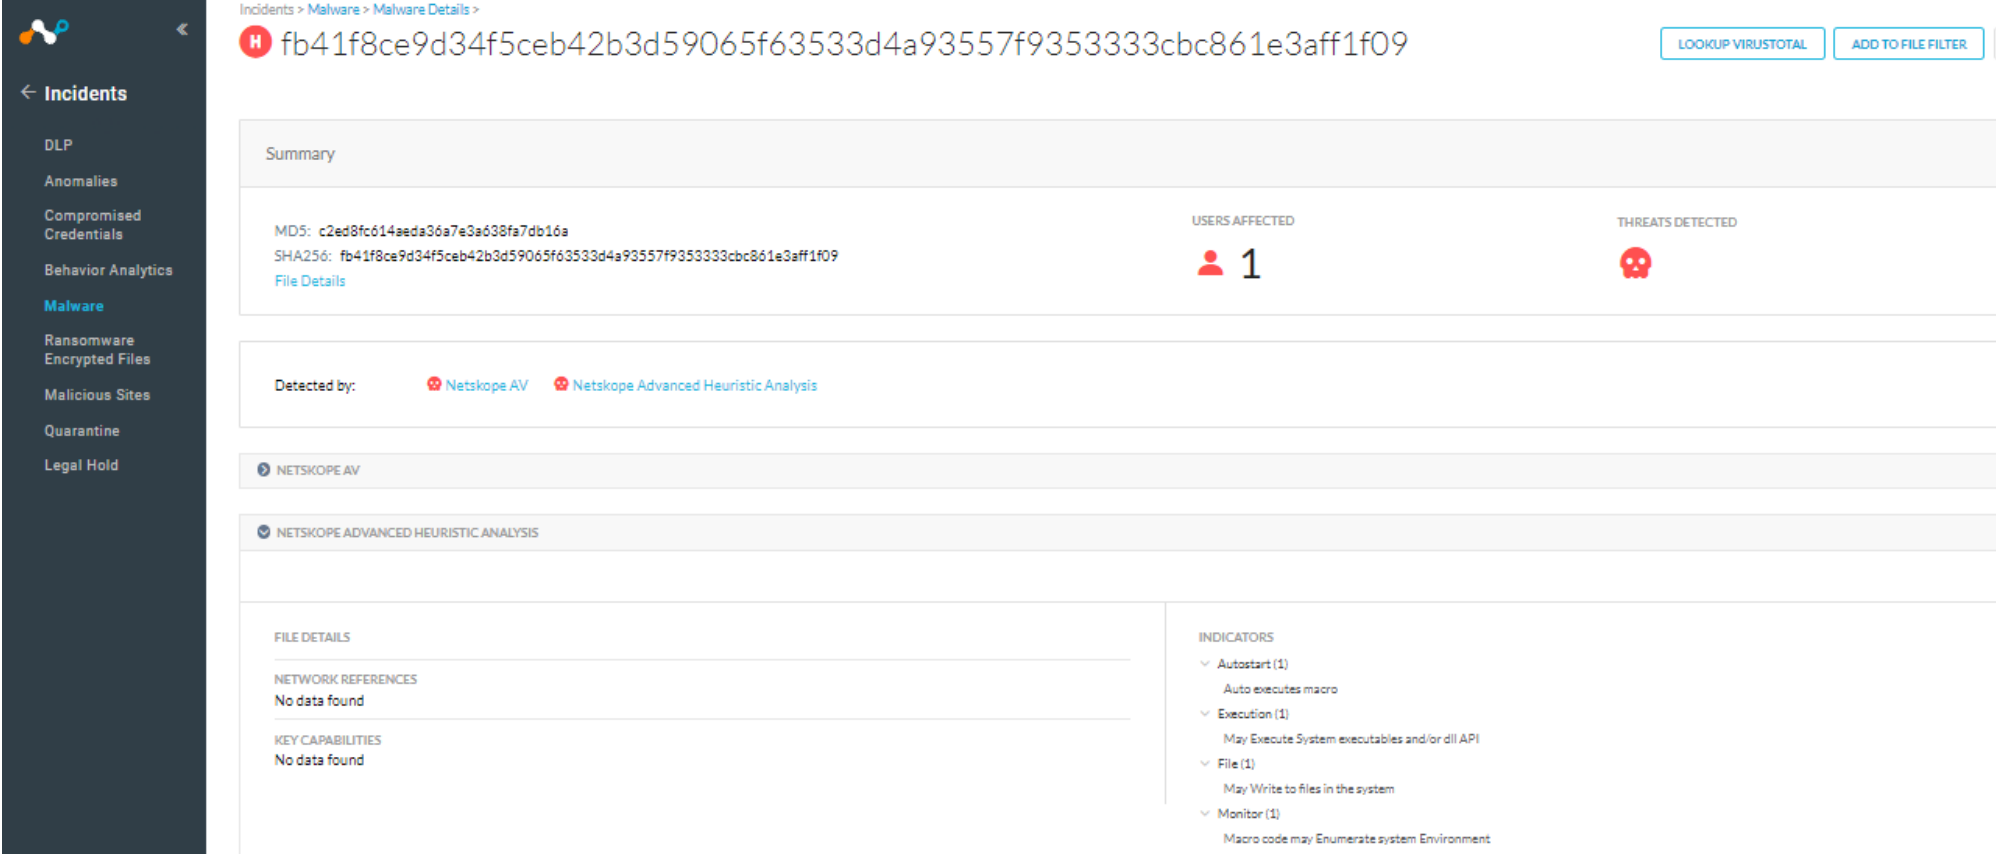 Incidents > Malware > Malware Details >
H fb41f8ce9d34f5ceb42b3d59065f63533d4a93557f9353333cbc861e3aff1f09
LOOKUP VIRUSTOTAL
ADD TO FILE FILTER
Incidents
DLP
Anomalies
Compromised
Credentials
Behavior Analytics
Malware
Ransomware
Encrypted Files
Malicious Sites
Quarantine
Legal Hold
Summary
MD5: c2ed8fc614aeda36a7e3a638fa7db16a
SHA256: fb41f8ce9d34f5ceb42b3d59065f63533d4a93557f9353333cbc861e3aff1f09
File Details
USERS AFFECTED
1
THREATS DETECTED
Detected by: Netskope AV Netskope Advanced Heuristic Analysis
NETSKOPE AV
NETSKOPE ADVANCED HEURISTIC ANALYSIS
FILE DETAILS
NETWORK REFERENCES
No data found
KEY CAPABILITIES
No data found
INDICATORS
Autostart (1)
Auto executes macro
Execution (1)
May Execute System executables and/or dll API
File (1)
May Write to files in the system
Monitor (1)
Macro code may Enumerate system Environment